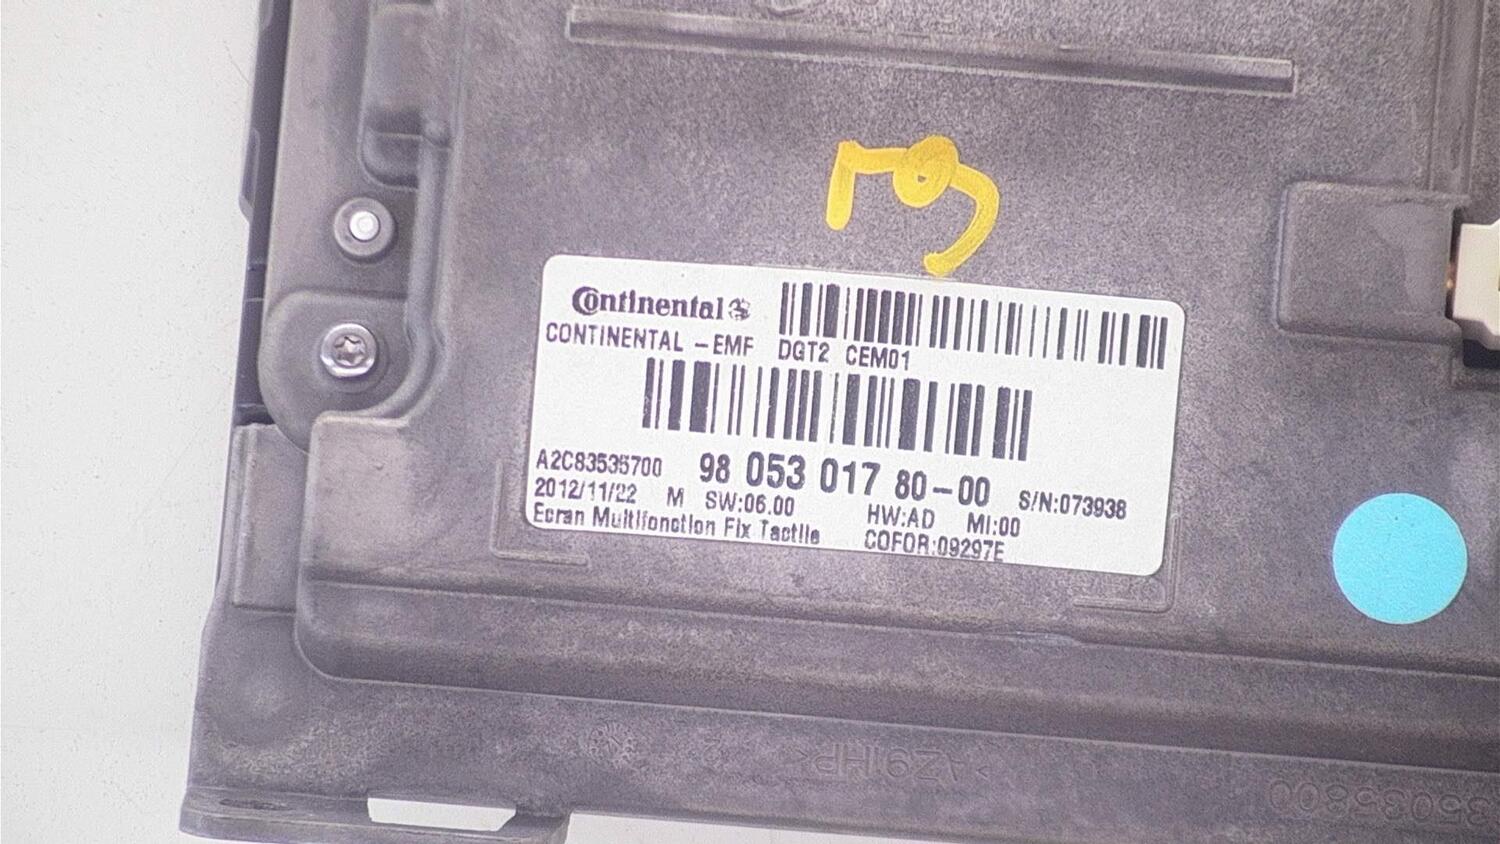 Continental
CONTINENTAL -EMF DGT2 CEM01
A2C83535700 98 053 017 80-00 S/N:073938
2012/11/22 M SW:06.00 HW:AD MI:00
Ecran Multifonction Fix Tactile COFOR:09297E
>AZ9IHP<